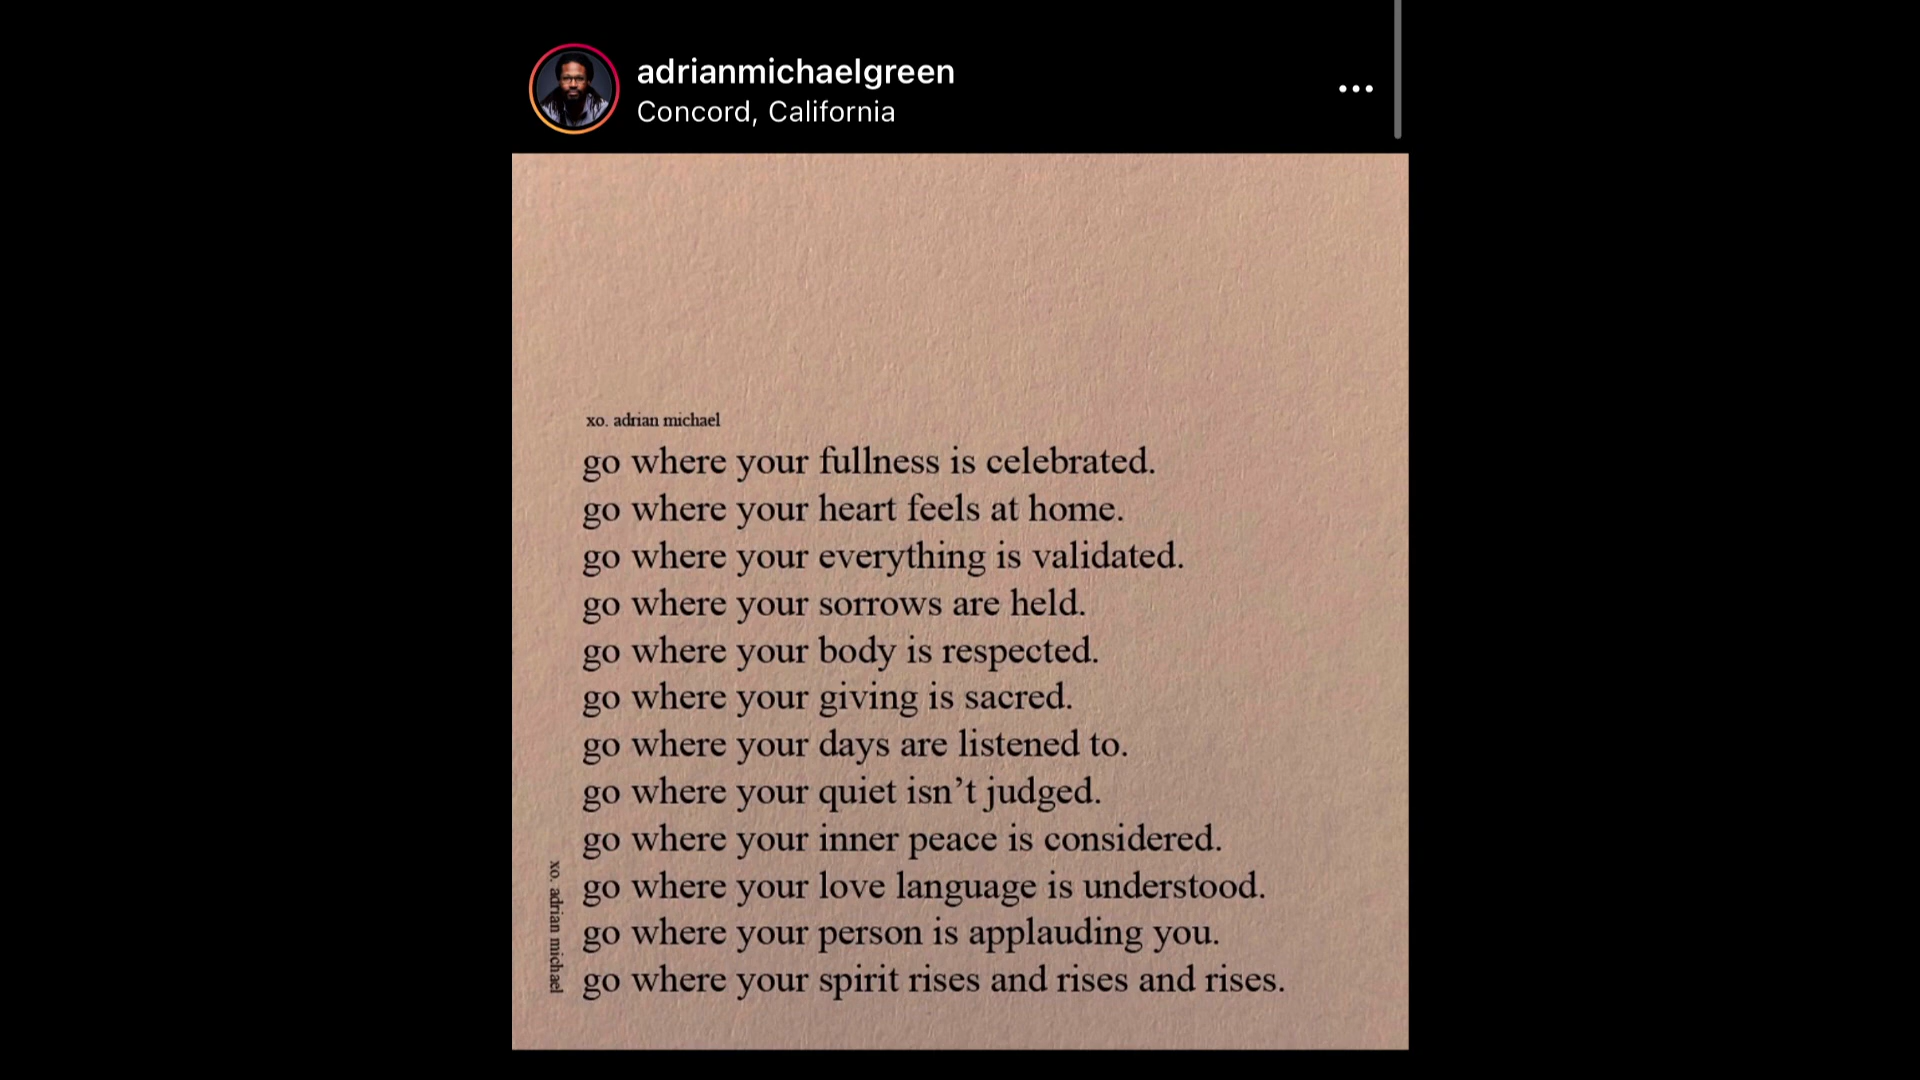 adrianmichaelgreen
Concord, California
xo. adrian michael
go where your fullness is celebrated.
go where your heart feels at home.
go where your everything is validated.
go where your sorrows are held.
go where your body is respected.
go where your giving is sacred.
go where your days are listened to.
go where your quiet isn’t judged.
go where your inner peace is considered.
go where your love language is understood.
go where your person is applauding you.
go where your spirit rises and rises and rises.
xo. adrian michael